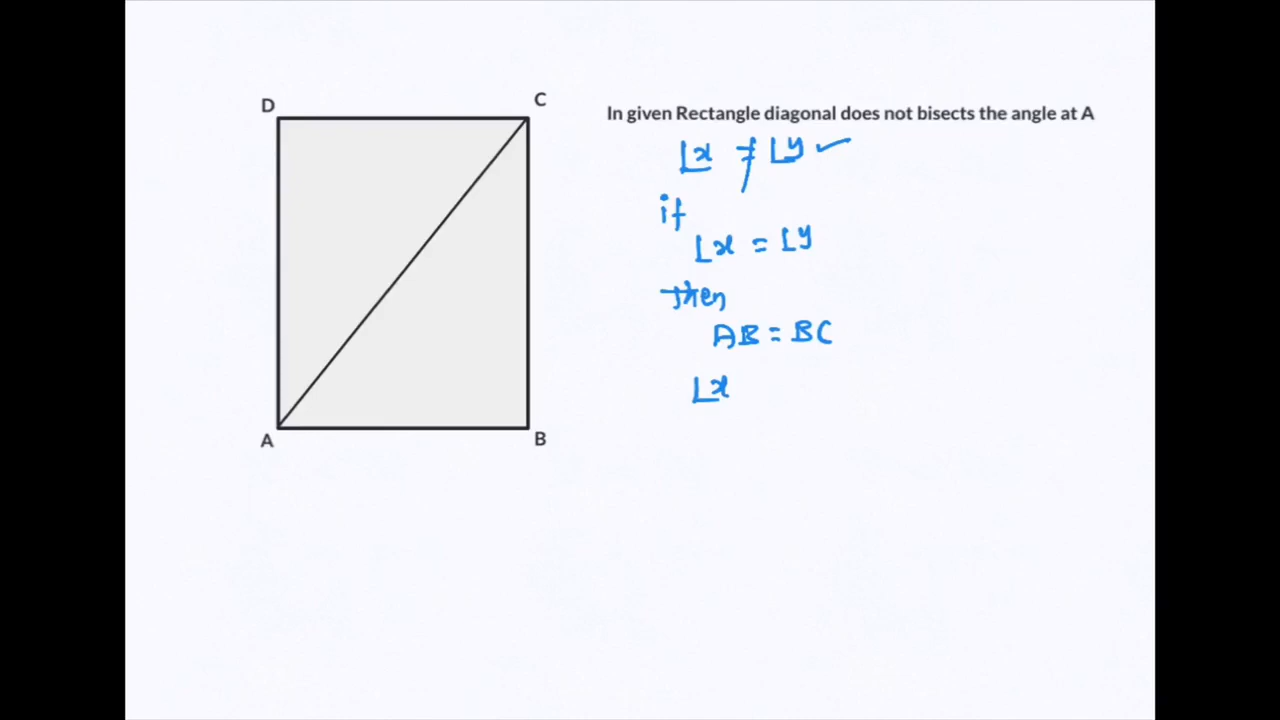 D
C
In given Rectangle diagonal does not bisects the angle at A
∠x ≠ ∠y ✓
if
∠x = ∠y
then
AB = BC
∠x
A
B